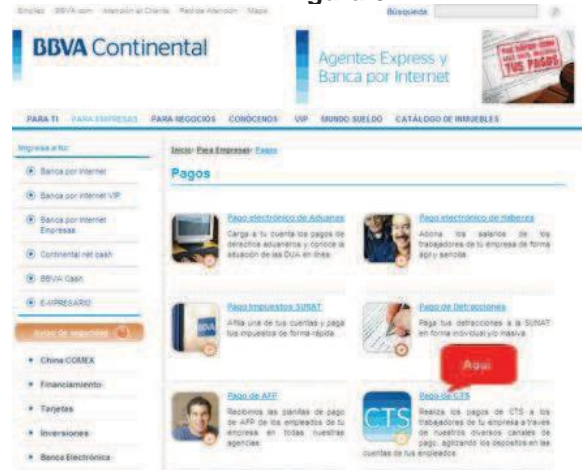 Empleo BBVA.com Atención al Cliente Red de Atención Mapa
Búsqueda
BBVA Continental
Agentes Express y
Banca por Internet
TUS PAGOS
PARA TI PARA EMPRESAS PARA NEGOCIOS CONÓCENOS VIP MUNDO SUELDO CATÁLOGO DE INMUEBLES
Ingresa a tu:
Banca por Internet
Banca por Internet VIP
Banca por Internet
Empresas
Continental net cash
BBVA Cash
E-MPRESARIO
Aviso de seguridad
China COMEX
Financiamiento
Tarjetas
Inversiones
Banca Electrónica
Inicio> Para Empresas> Pagos
Pagos
Pago electrónico de Aduanas
Carga a tu cuenta los pagos de
derechos aduaneros y conoce la
situación de las DUA en línea.
Pago electrónico de Haberes
Abona los salarios de los
trabajadores de tu empresa de forma
ágil y sencilla.
BBVA
Pago Impuestos SUNAT
Afilia una de tus cuentas y paga
tus impuestos de forma rápida.
Pago de Detracciones
Paga tus detracciones a la SUNAT
en forma individual y/o masiva.
Aquí
Pago de AFP
Recibimos las planillas de pago
de AFP de los empleados de tu
empresa en todas nuestras
agencias.
CTS
Pago de CTS
Realiza los pagos de CTS a los
trabajadores de tu empresa a través
de nuestros diversos canales de
pago, agilizando los depósitos en las
cuentas de tus empleados.